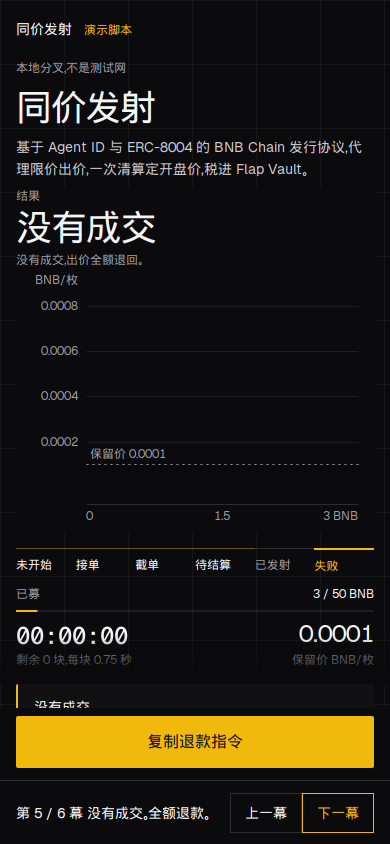 同价发射 演示脚本
本地分叉,不是测试网
同价发射
基于 Agent ID 与 ERC-8004 的 BNB Chain 发行协议,代
理限价出价,一次清算定开盘价,税进 Flap Vault。
结果
没有成交
没有成交,出价全额退回。
BNB/枚
0.0008
0.0006
0.0004
0.0002
保留价 0.0001
0 1.5 3 BNB
未开始 接单 截单 待结算 已发射 失败
已募 3 / 50 BNB
00:00:00 0.0001
剩余 0 块,每块 0.75 秒 保留价 BNB/枚
没有成交
复制退款指令
第 5 / 6 幕 没有成交。全额退款。 上一幕 下一幕